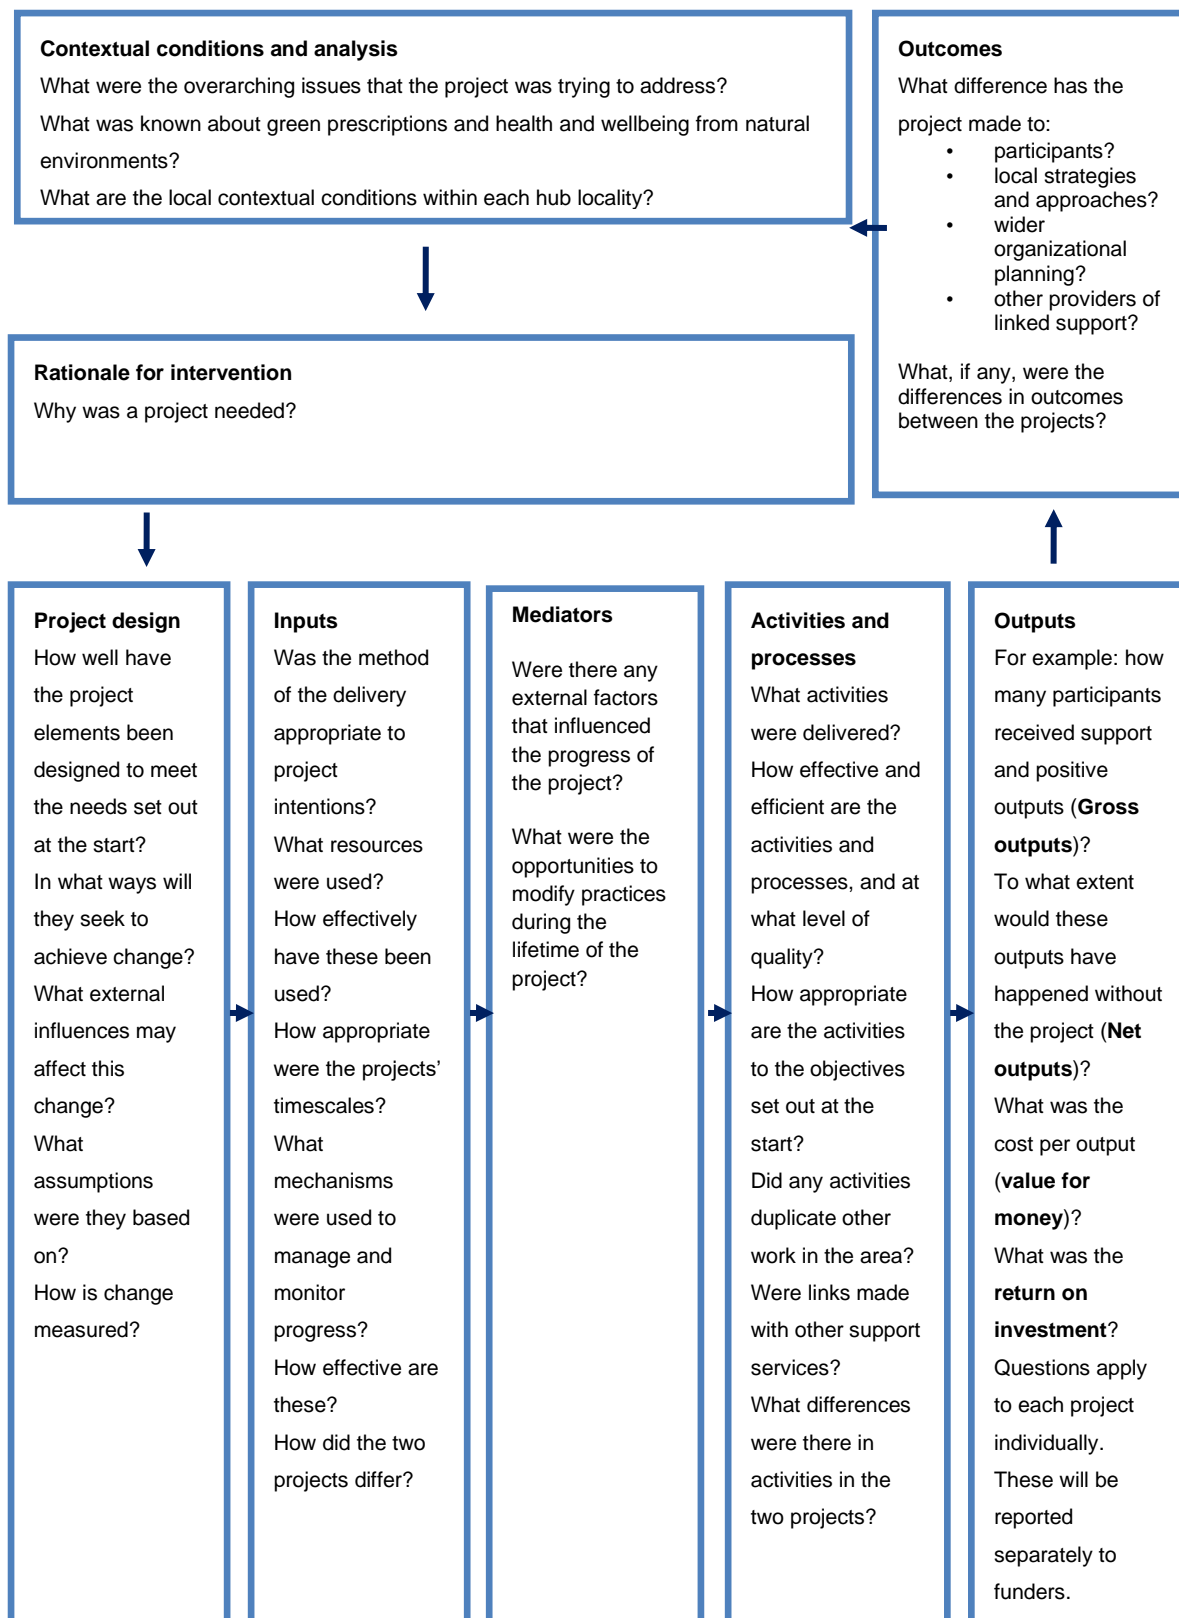 Contextual conditions and analysis
What were the overarching issues that the project was trying to address?
What was known about green prescriptions and health and wellbeing from natural
environments?
What are the local contextual conditions within each hub locality?
Outcomes
What difference has the
project made to:
• participants?
• local strategies
and approaches?
• wider
organizational
planning?
• other providers of
linked support?
What, if any, were the
differences in outcomes
between the projects?
Rationale for intervention
Why was a project needed?
Project design
How well have
the project
elements been
designed to meet
the needs set out
at the start?
In what ways will
they seek to
achieve change?
What external
influences may
affect this
change?
What
assumptions
were they based
on?
How is change
measured?
Inputs
Was the method
of the delivery
appropriate to
project
intentions?
What resources
were used?
How effectively
have these been
used?
How appropriate
were the projects’
timescales?
What
mechanisms
were used to
manage and
monitor
progress?
How effective are
these?
How did the two
projects differ?
Mediators
Were there any
external factors
that influenced
the progress of
the project?
What were the
opportunities to
modify practices
during the
lifetime of the
project?
Activities and
processes
What activities
were delivered?
How effective and
efficient are the
activities and
processes, and at
what level of
quality?
How appropriate
are the activities
to the objectives
set out at the
start?
Did any activities
duplicate other
work in the area?
Were links made
with other support
services?
What differences
were there in
activities in the
two projects?
Outputs
For example: how
many participants
received support
and positive
outputs (Gross
outputs)?
To what extent
would these
outputs have
happened without
the project (Net
outputs)?
What was the
cost per output
(value for
money)?
What was the
return on
investment?
Questions apply
to each project
individually.
These will be
reported
separately to
funders.